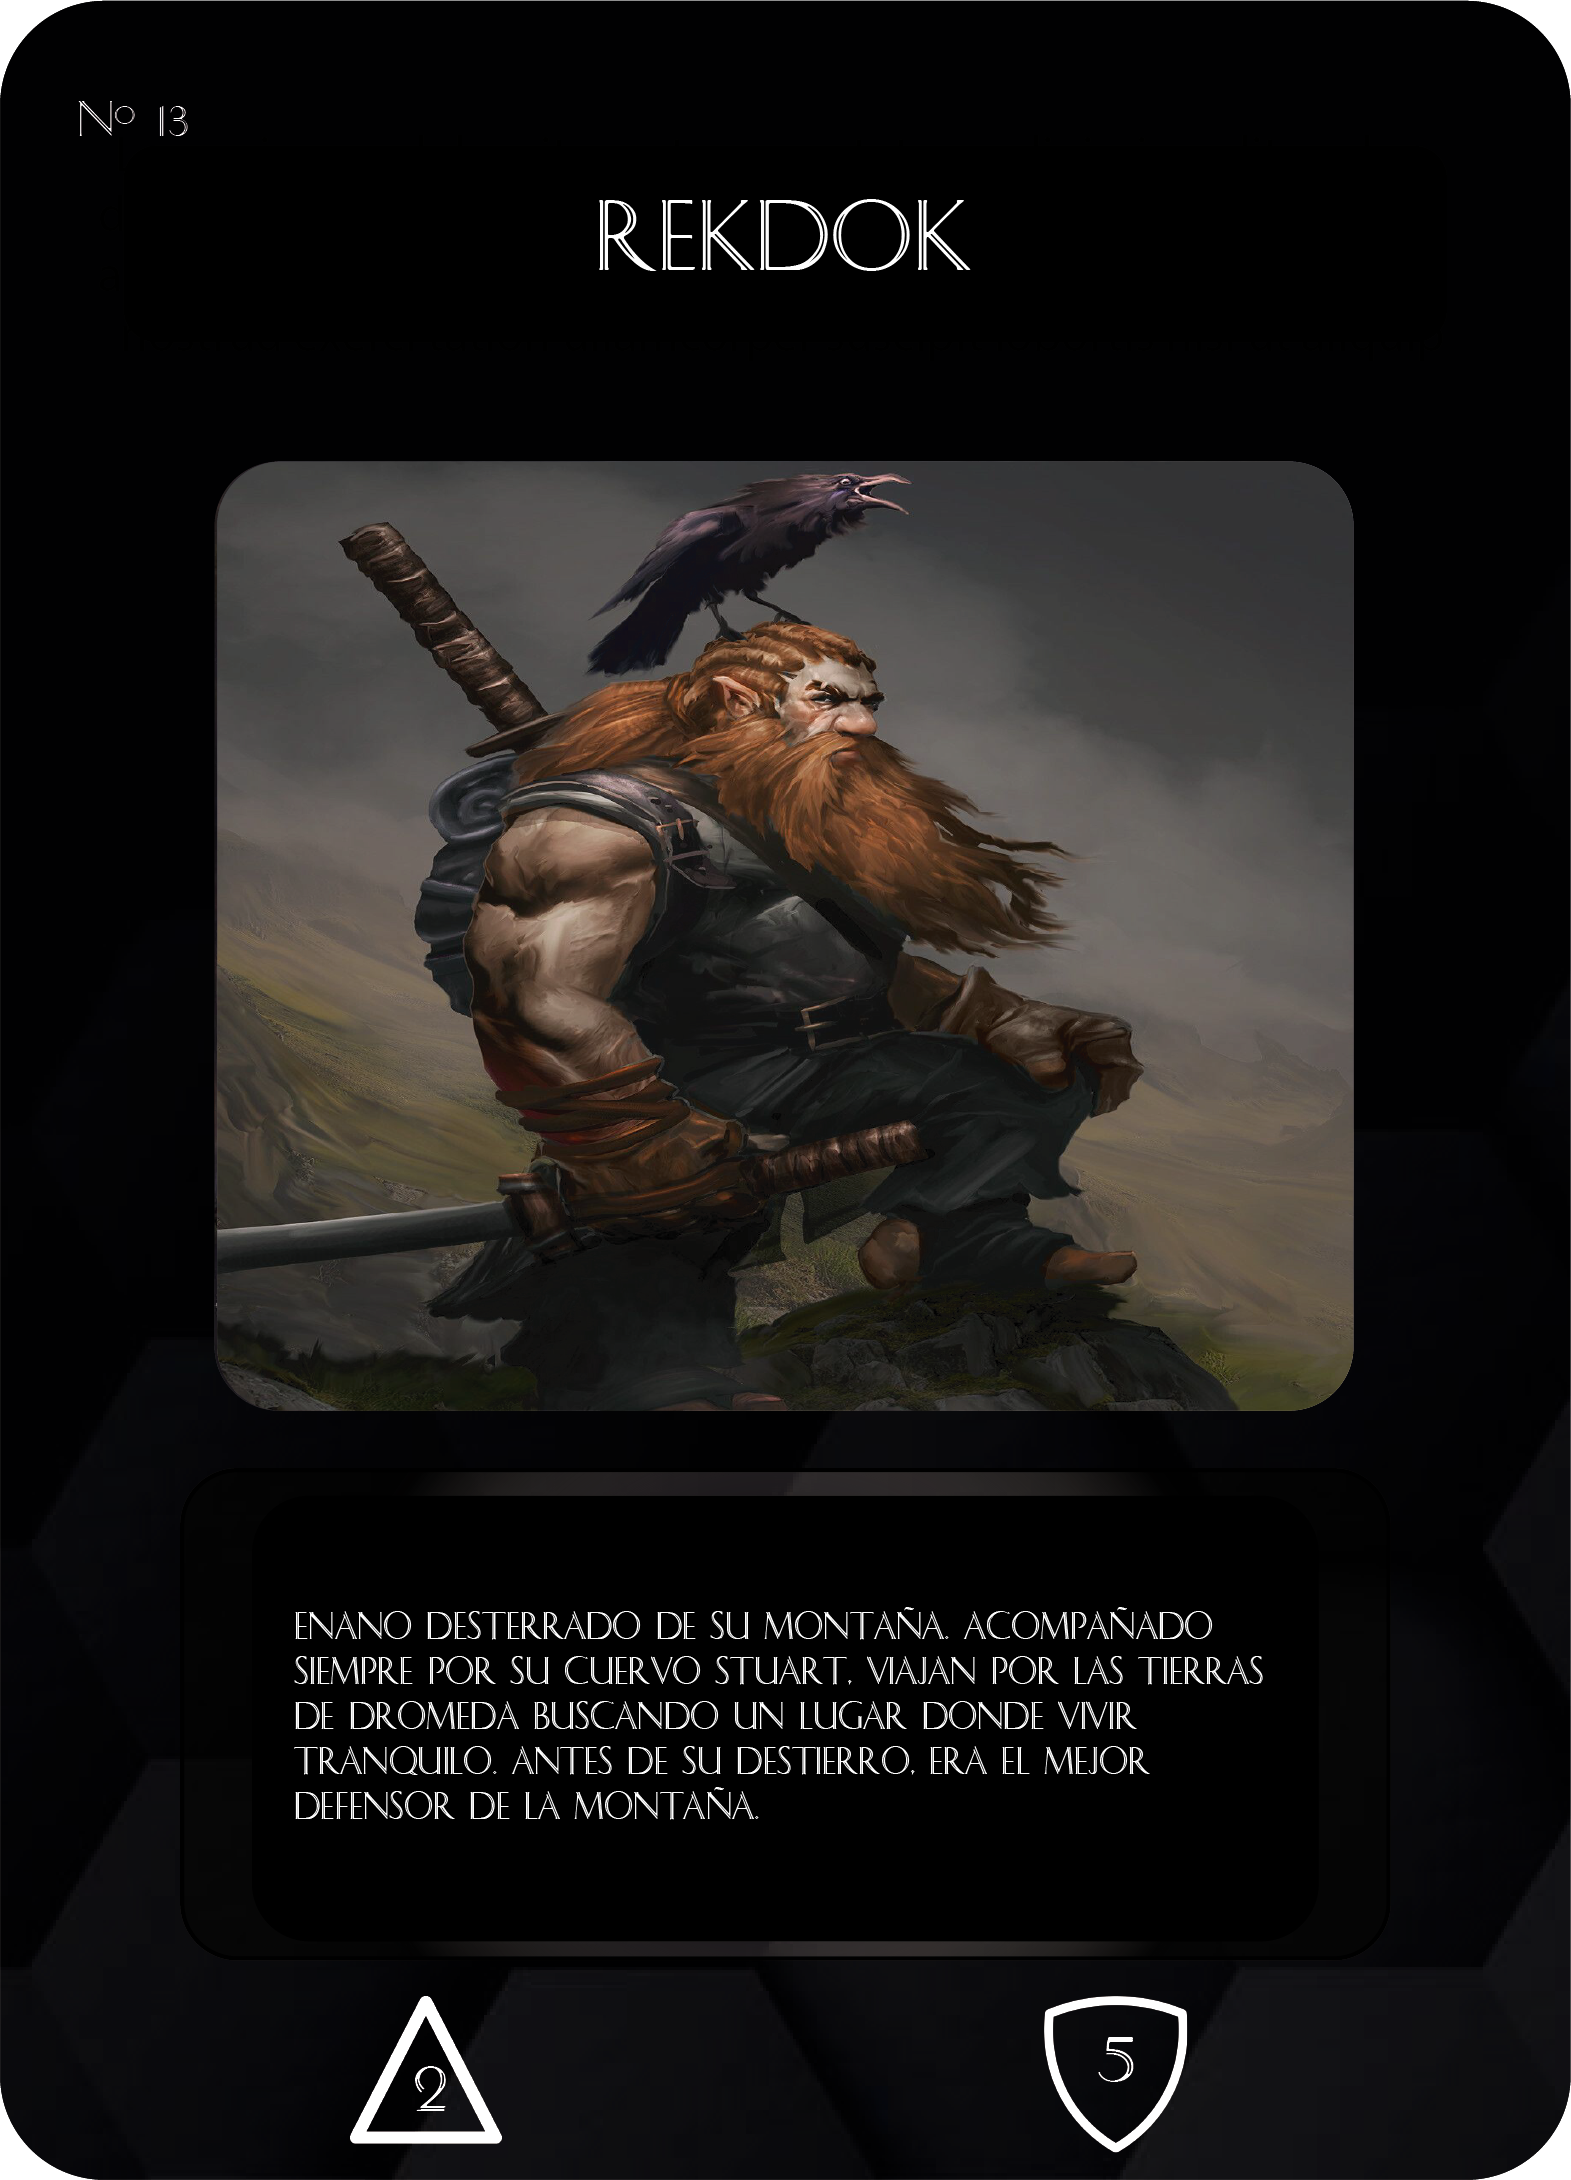 Nº 13
REKDOK
ENANO DESTERRADO DE SU MONTAÑA. ACOMPAÑADO
SIEMPRE POR SU CUERVO STUART, VIAJAN POR LAS TIERRAS
DE DROMEDA BUSCANDO UN LUGAR DONDE VIVIR
TRANQUILO. ANTES DE SU DESTIERRO, ERA EL MEJOR
DEFENSOR DE LA MONTAÑA.
2
5